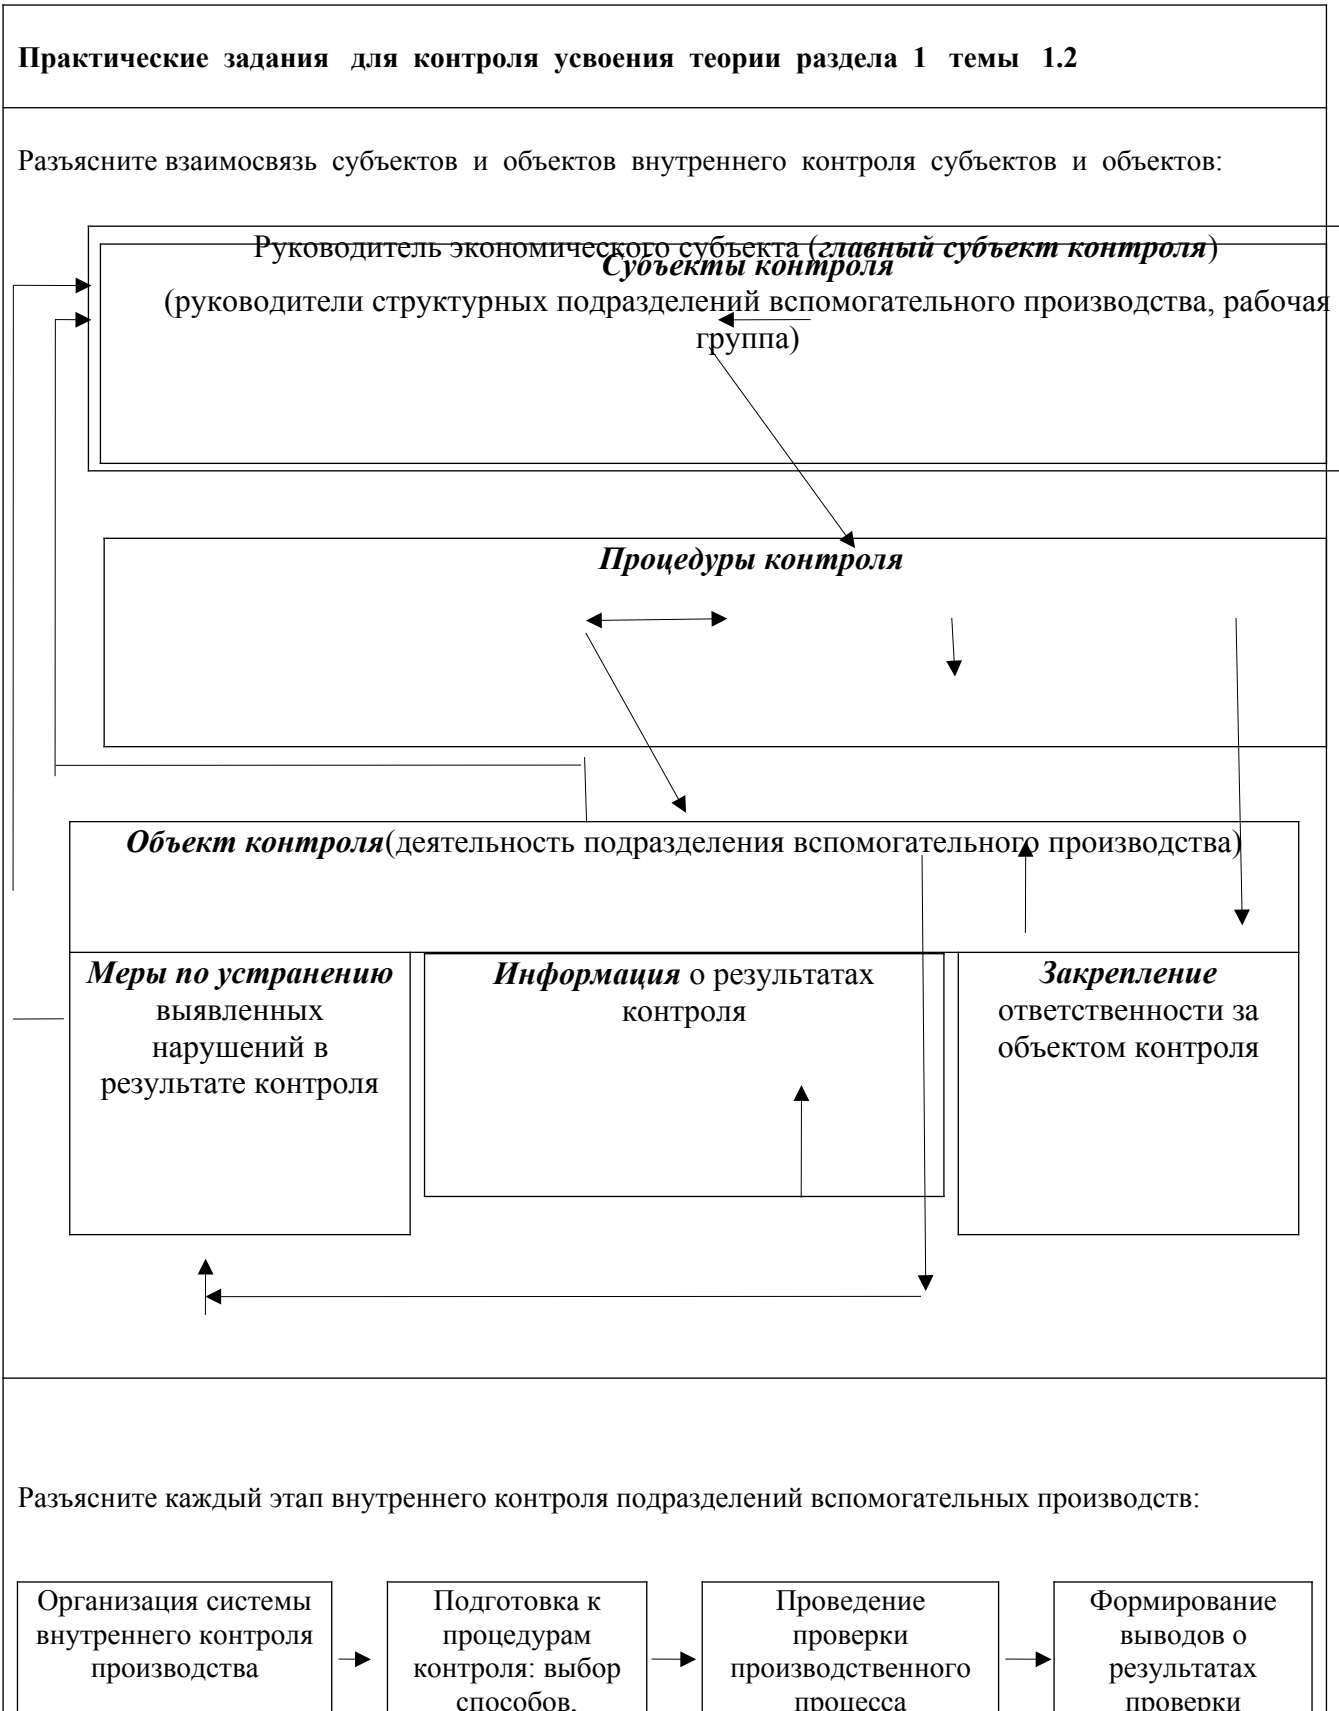 Практические задания для контроля усвоения теории раздела 1 темы 1.2
Разъясните взаимосвязь субъектов и объектов внутреннего контроля субъектов и объектов:
Руководитель экономического субъекта (главный субъект контроля)
Субъекты контроля
(руководители структурных подразделений вспомогательного производства, рабочая
группа)
Процедуры контроля
Объект контроля(деятельность подразделения вспомогательного производства)
Меры по устранению
выявленных
нарушений в
результате контроля
Информация о результатах
контроля
Закрепление
ответственности за
объектом контроля
Разъясните каждый этап внутреннего контроля подразделений вспомогательных производств:
Организация системы
внутреннего контроля
производства
Подготовка к
процедурам
контроля: выбор
способов,
Проведение
проверки
производственного
процесса
Формирование
выводов о
результатах
проверки